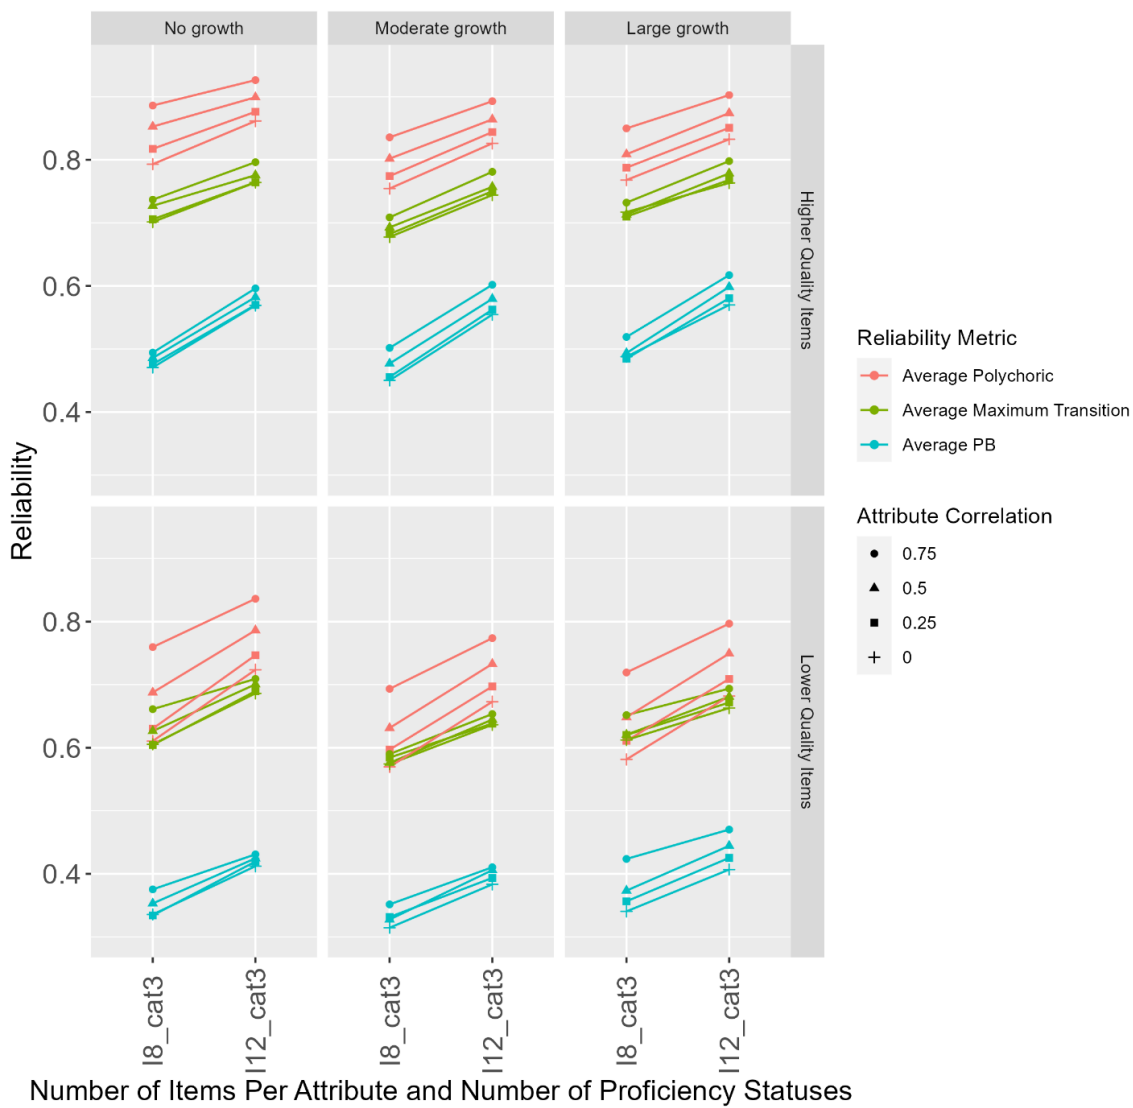 No growth
Moderate growth
Large growth
0.8
0.6
0.4
Higher Quality Items
0.8
0.6
0.4
Lower Quality Items
Reliability
I8_cat3
I12_cat3
I8_cat3
I12_cat3
I8_cat3
I12_cat3
Number of Items Per Attribute and Number of Proficiency Statuses
Reliability Metric
Average Polychoric
Average Maximum Transition
Average PB
Attribute Correlation
0.75
0.5
0.25
0